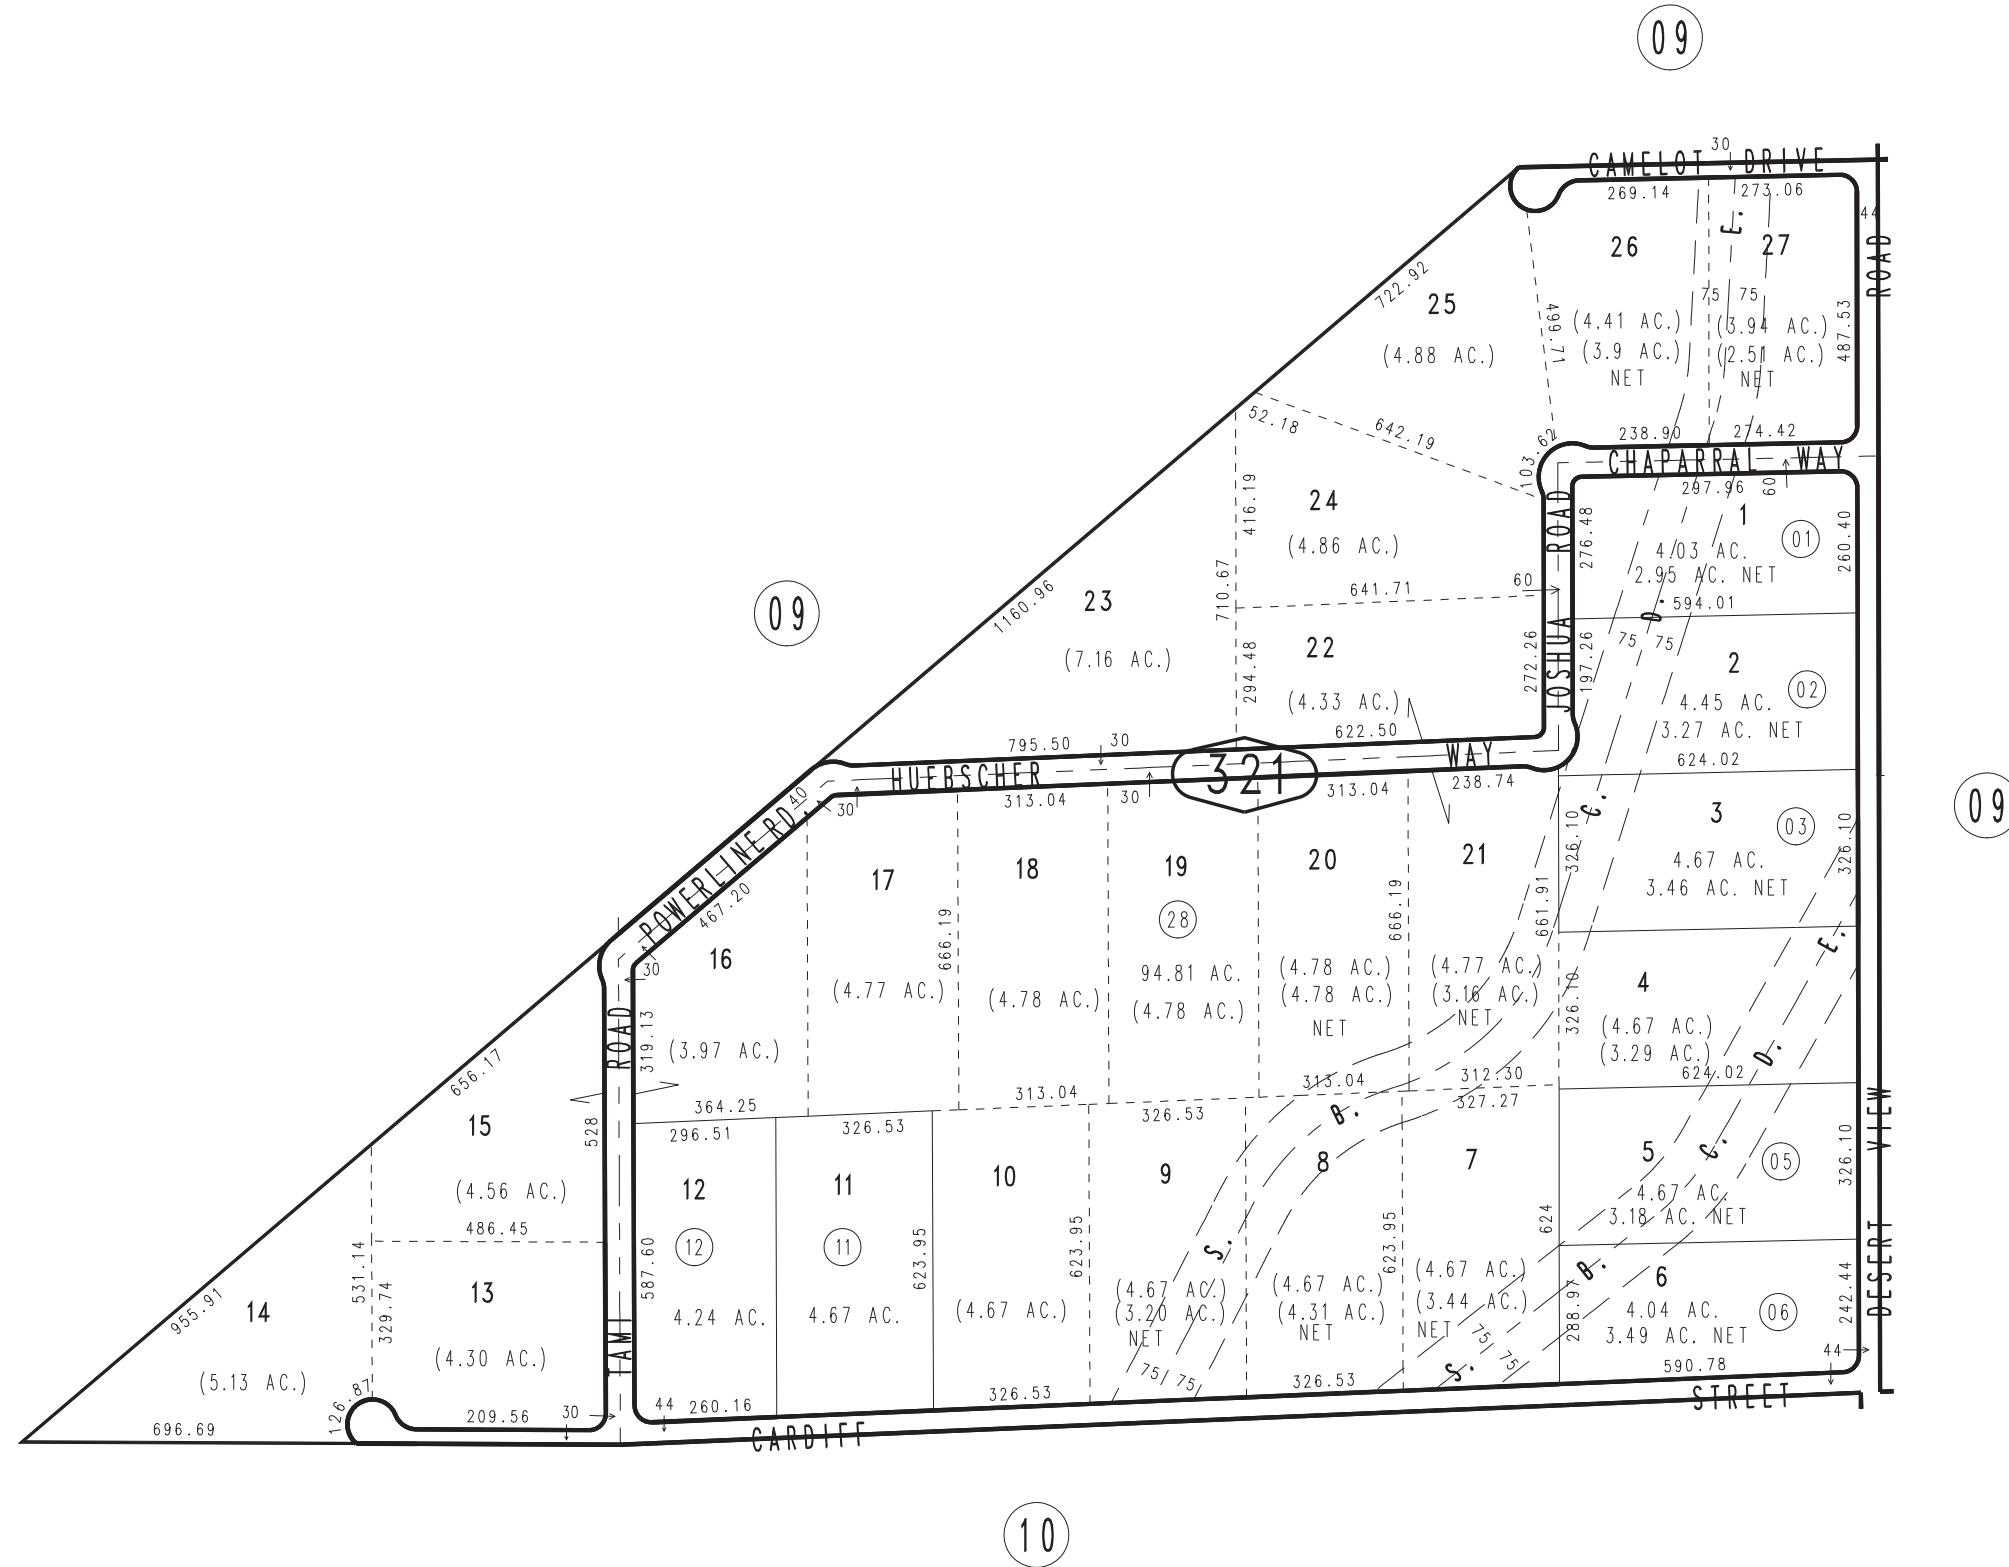 09
30
CAMELOT DRIVE
269.14
273.06
44
ROAD
E.
26
27
722.92
75
75
25
499.71
(4.41 AC.)
(3.94 AC.)
487.53
(4.88 AC.)
(3.9 AC.)
NET
(2.51 AC.)
NET
52.18
642.19
103.62
238.90
274.42
CHAPARRAL WAY
297.96
60
416.19
24
JOSHUA ROAD
276.48
1
01
260.40
(4.86 AC.)
4.03 AC.
2.95 AC. NET
641.71
60
D.
594.01
09
1160.96
23
710.67
(7.16 AC.)
22
294.48
(4.33 AC.)
272.26
197.26
75
75
2
02
4.45 AC.
3.27 AC. NET
622.50
795.50
30
624.02
HUEBSCHER WAY
321
313.04
30
313.04
238.74
40
30
POWERLINE RD.
467.20
30
C.
326.10
3
03
326.10
09
4.67 AC.
3.46 AC. NET
17
18
19
20
21
28
666.19
666.19
661.91
E.
16
(4.77 AC.)
(4.78 AC.)
94.81 AC.
(4.78 AC.)
(4.78 AC.)
(4.78 AC.)
NET
(4.77 AC.)
(3.16 AC.)
NET
326.10
4
(4.67 AC.)
(3.29 AC.)
D.
624.02
319.13
(3.97 AC.)
656.17
313.04
313.04
312.30
364.25
326.53
327.27
B.
296.51
326.53
528
15
(4.56 AC.)
486.45
12
12
4.24 AC.
11
11
4.67 AC.
623.95
10
(4.67 AC.)
623.95
9
(4.67 AC.)
(3.20 AC.)
NET
S.
8
(4.67 AC.)
(4.31 AC.)
NET
623.95
7
(4.67 AC.)
(3.44 AC.)
NET
624
5
05
C.
4.67 AC.
3.18 AC. NET
326.10
DESERT VIEW
B.
6
06
4.04 AC.
3.49 AC. NET
242.44
288.97
44
590.78
531.14
329.74
13
(4.30 AC.)
587.60
TAMI ROAD
955.91
14
(5.13 AC.)
75
75
75
75
S.
126.87
209.56
30
44
260.16
326.53
326.53
696.69
CARDIFF STREET
10